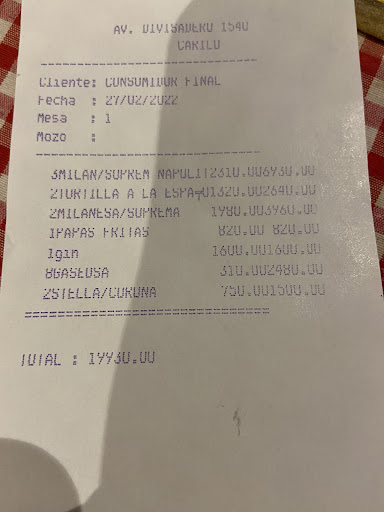 AV. DIVISADERO 1540
CARILO
Cliente: CONSUMIDOR FINAL
Fecha : 27/02/2022
Mesa : 1
Mozo :
3MILAN/SUPREM NAPOLIT2310.006930.00
2TORTILLA A LA ESPAñ01320.002640.00
2MILANESA/SUPREMA 1980.003960.00
1PAPAS FRITAS 820.00 820.00
1gin 1600.001600.00
8GASEOSA 310.002480.00
2STELLA/CORONA 750.001500.00
TOTAL : 19930.00